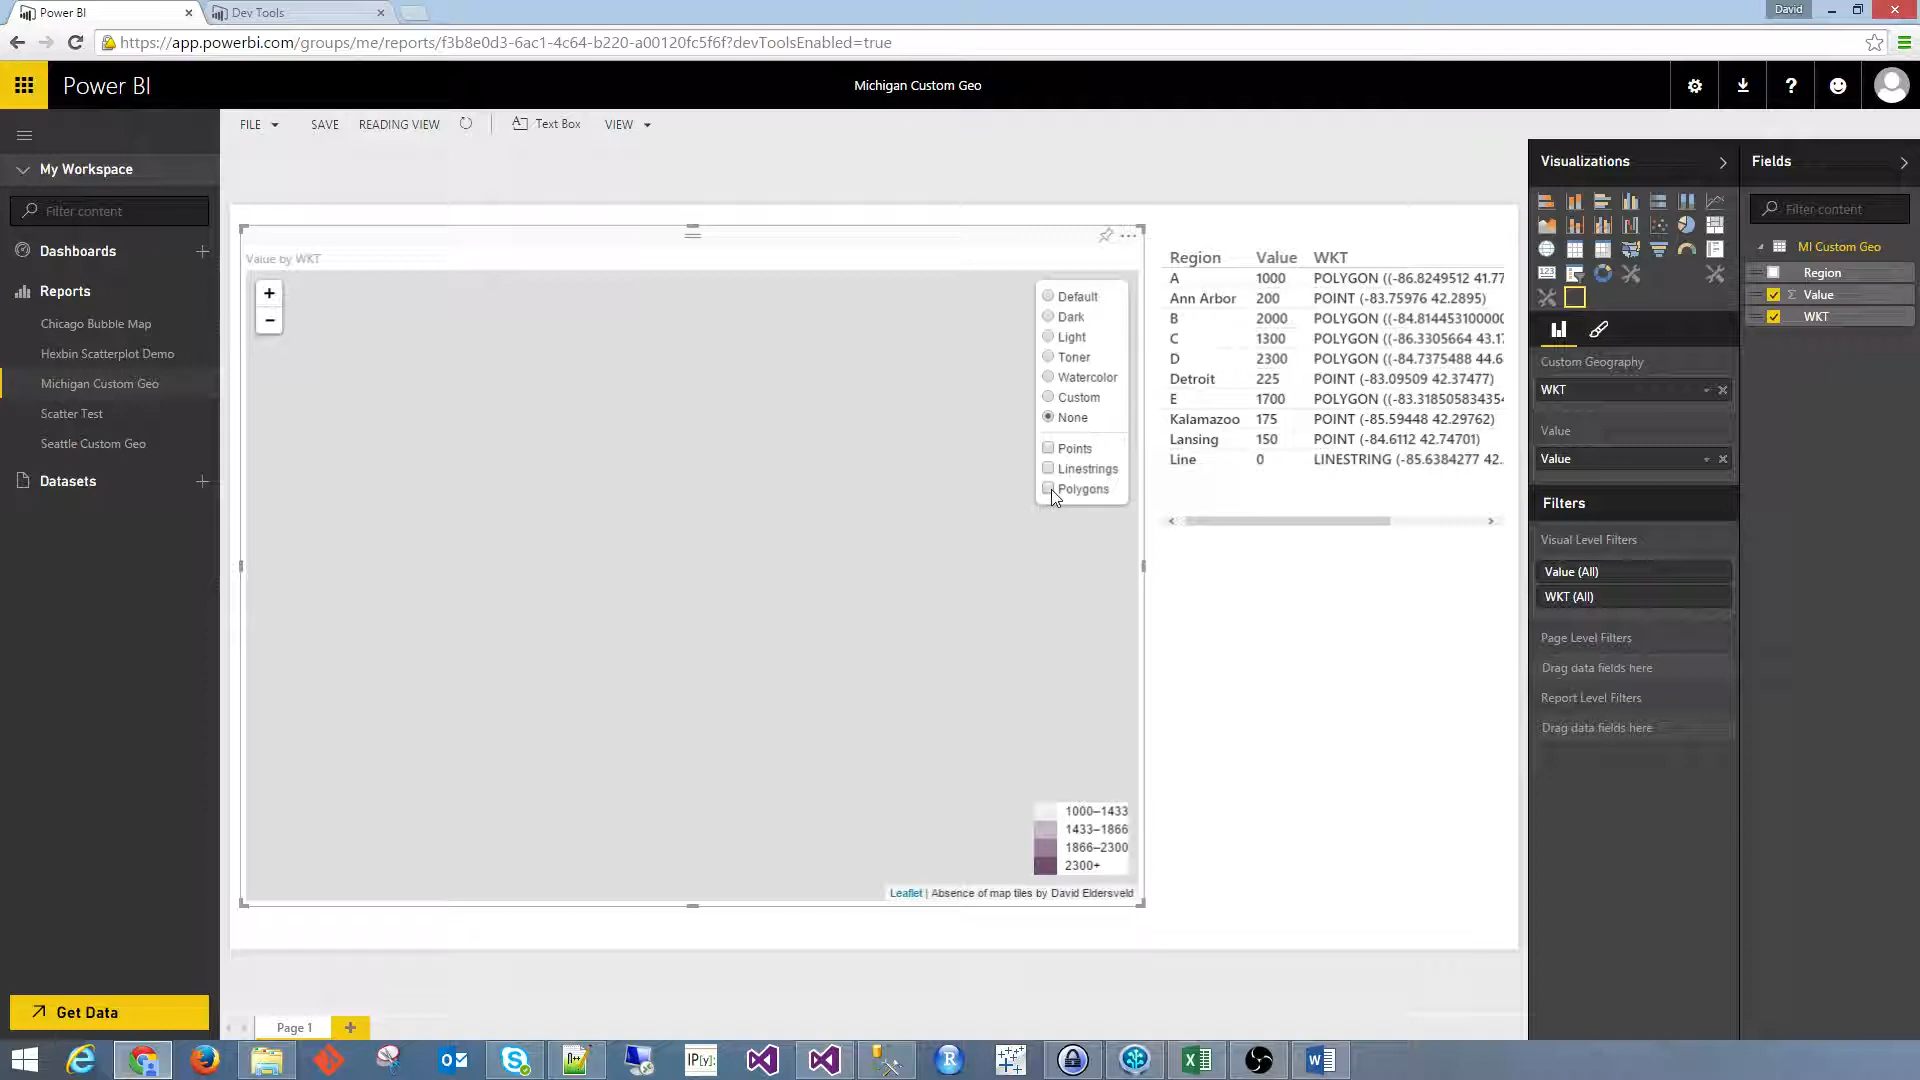 Power BI
Dev Tools
David
https://app.powerbi.com/groups/me/reports/f3b8e0d3-6ac1-4c64-b220-a00120fc5f6f?devToolsEnabled=true
Power BI
Michigan Custom Geo
?
FILE
SAVE
READING VIEW
Text Box
VIEW
My Workspace
Filter content
Dashboards
Reports
Chicago Bubble Map
Hexbin Scatterplot Demo
Michigan Custom Geo
Scatter Test
Seattle Custom Geo
Datasets
Get Data
Value by WKT
+
-
Default
Dark
Light
Toner
Watercolor
Custom
None
Points
Linestrings
Polygons
1000–1433
1433–1866
1866–2300
2300+
Leaflet | Absence of map tiles by David Eldersveld
Region Value WKT
A 1000 POLYGON ((-86.8249512 41.77
Ann Arbor 200 POINT (-83.75976 42.2895)
B 2000 POLYGON ((-84.814453100000
C 1300 POLYGON ((-86.3305664 43.17
D 2300 POLYGON ((-84.7375488 44.6
Detroit 225 POINT (-83.09509 42.37477)
E 1700 POLYGON ((-83.318505834354
Kalamazoo 175 POINT (-85.59448 42.29762)
Lansing 150 POINT (-84.6112 42.74701)
Line 0 LINESTRING (-85.6384277 42.
Page 1
+
Visualizations
123
Custom Geography
WKT
Value
Value
Filters
Visual Level Filters
Value (All)
WKT (All)
Page Level Filters
Drag data fields here
Report Level Filters
Drag data fields here
Fields
Filter content
MI Custom Geo
Region
Σ Value
WKT
IP[y]: